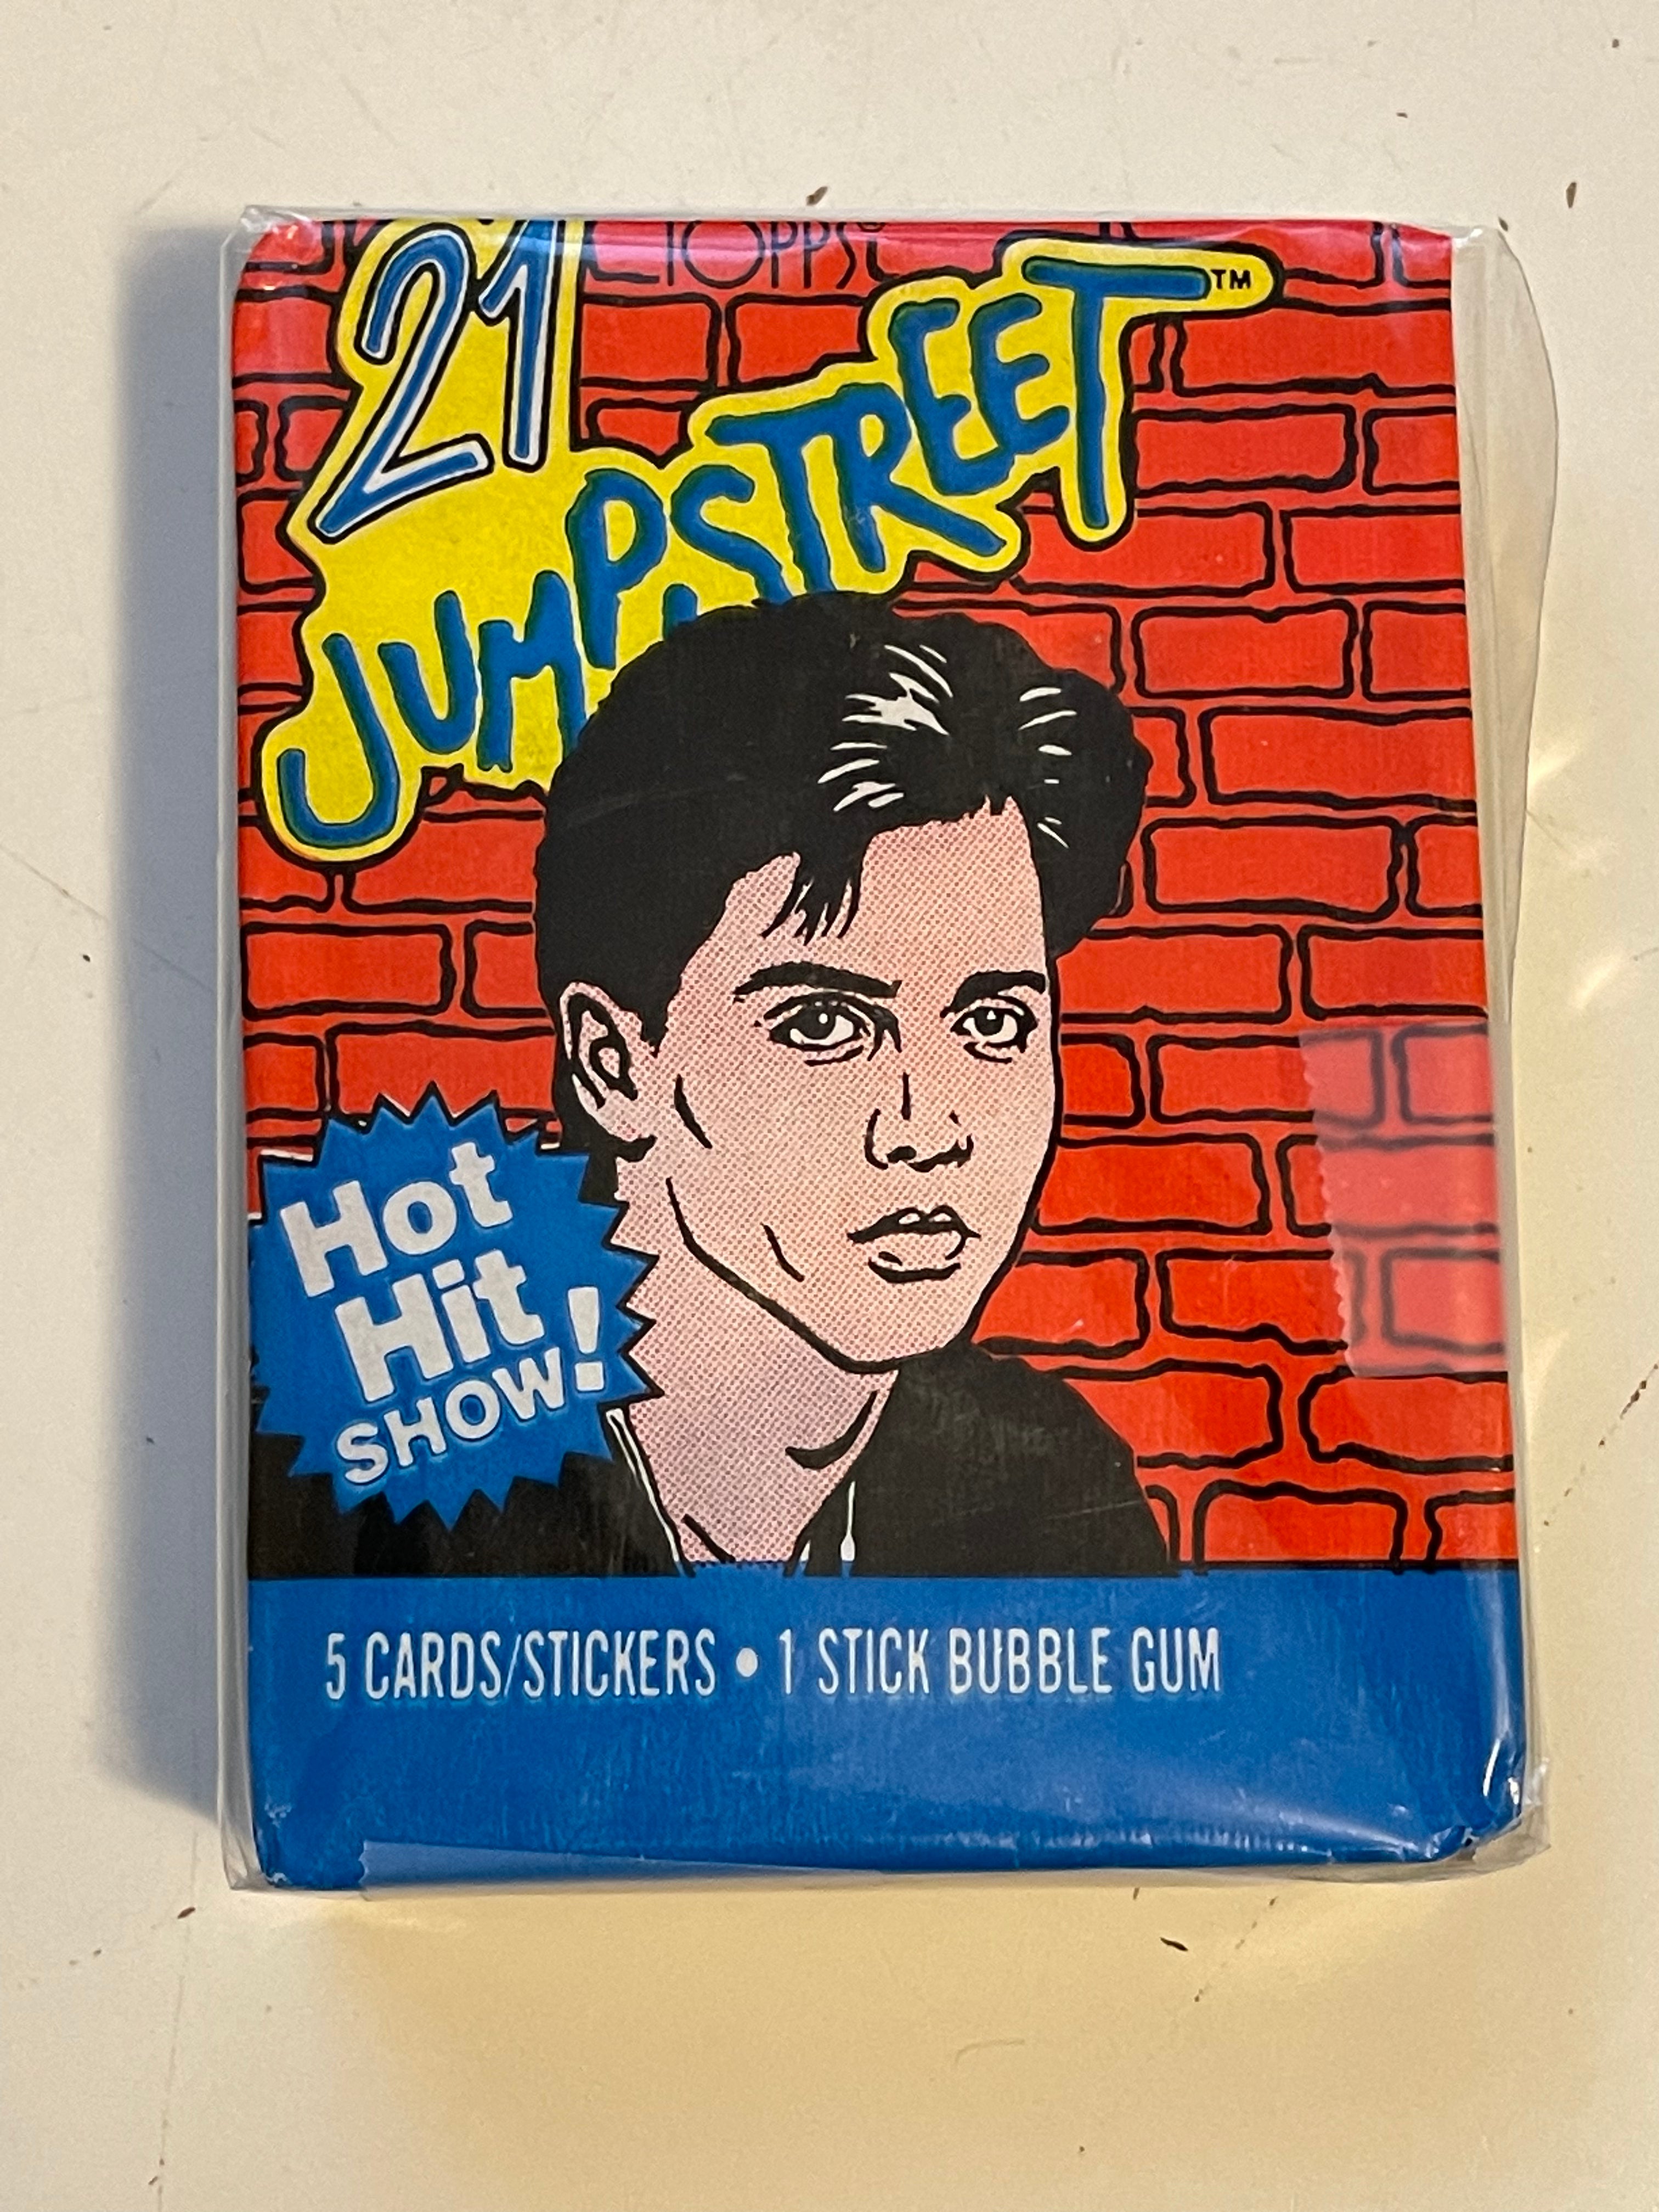 TOPPS
21
JUMPSTREET™
Hot
Hit
SHOW!
5 CARDS/STICKERS • 1 STICK BUBBLE GUM